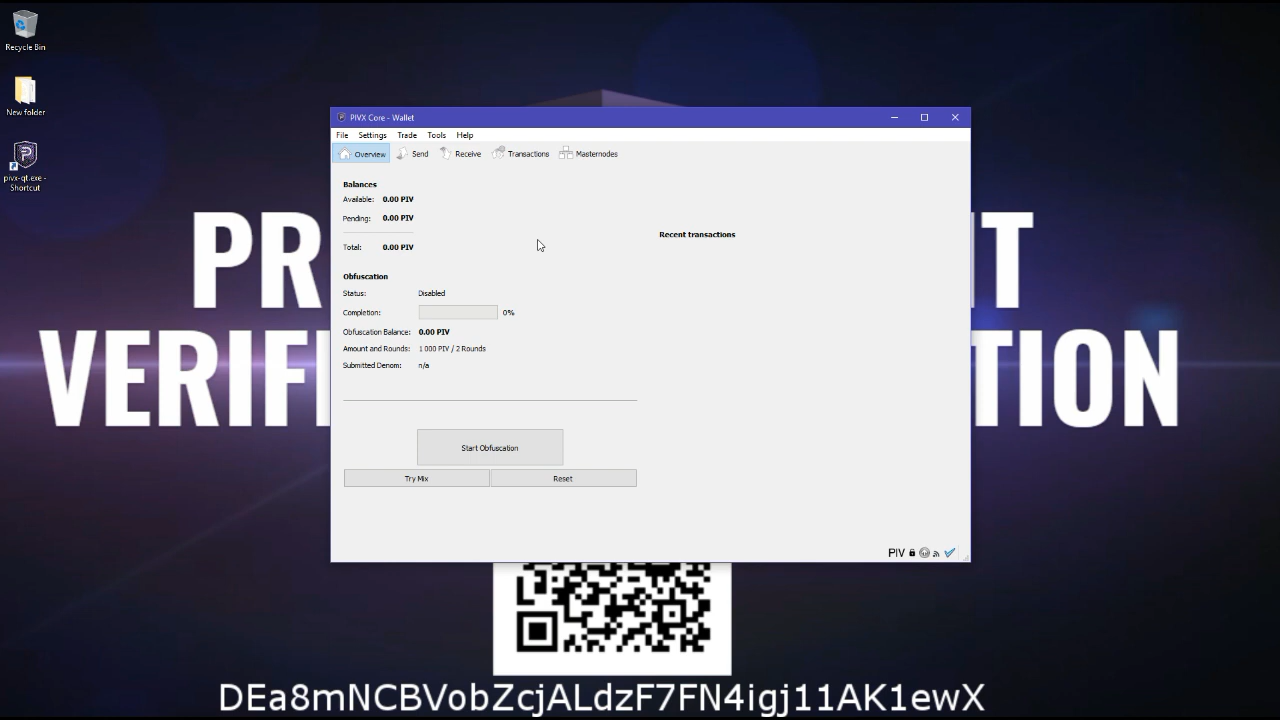 Recycle Bin
New folder
pivx-qt.exe -
Shortcut
PIVX Core - Wallet
File Settings Trade Tools Help
Overview Send Receive Transactions Masternodes
Balances
Available: 0.00 PIV
Pending: 0.00 PIV
Total: 0.00 PIV
Recent transactions
Obfuscation
Status: Disabled
Completion: 0%
Obfuscation Balance: 0.00 PIV
Amount and Rounds: 1 000 PIV / 2 Rounds
Submitted Denom: n/a
Start Obfuscation
Try Mix Reset
PIV
PR T
VERIFI TION
DEa8mNCBVobZcjALdzF7FN4igj11AK1ewX